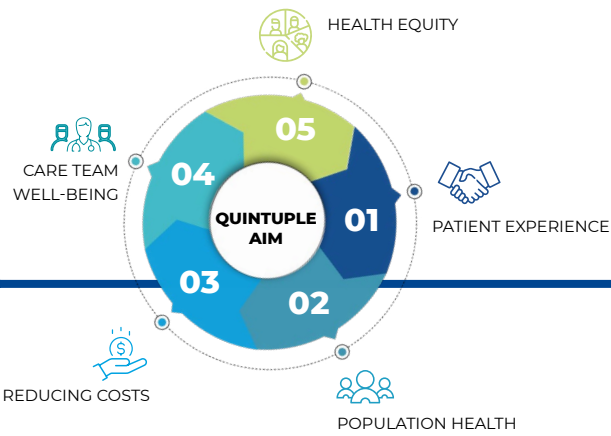 HEALTH EQUITY
05
04
CARE TEAM
WELL-BEING
QUINTUPLE
AIM
01
PATIENT EXPERIENCE
03
02
$
REDUCING COSTS
POPULATION HEALTH